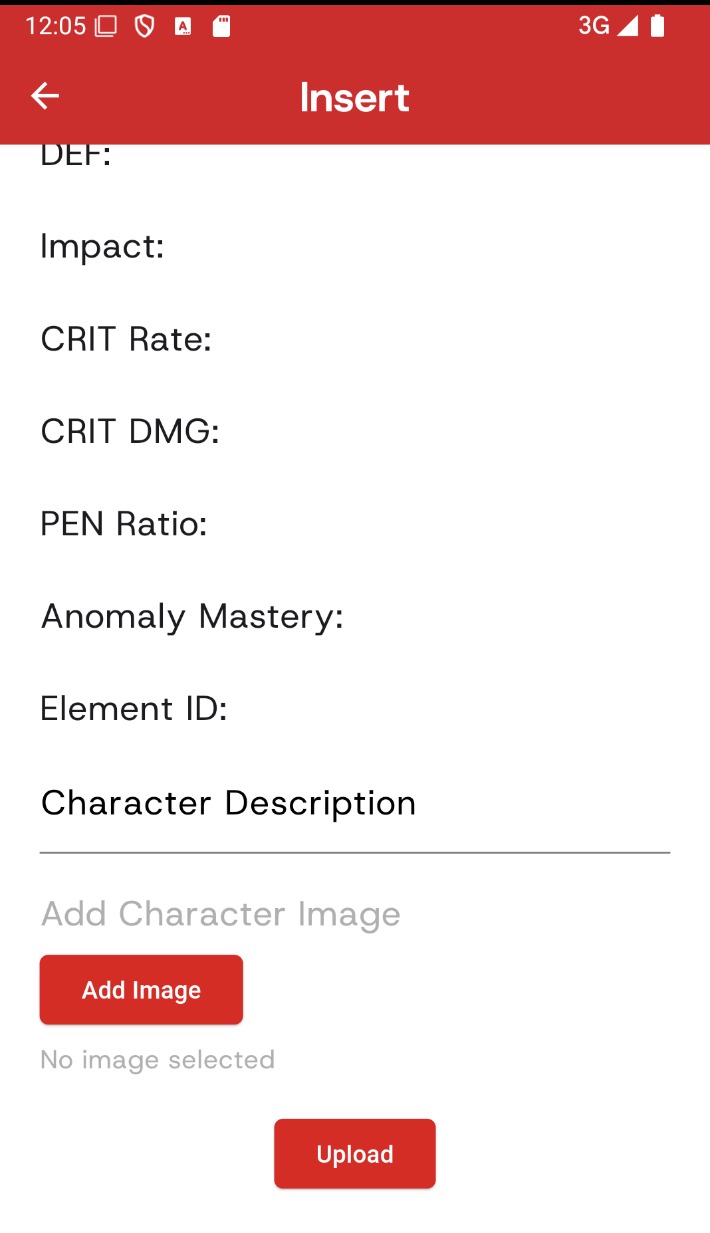 12:05
3G
Insert
DEF:
Impact:
CRIT Rate:
CRIT DMG:
PEN Ratio:
Anomaly Mastery:
Element ID:
Character Description
Add Character Image
Add Image
No image selected
Upload